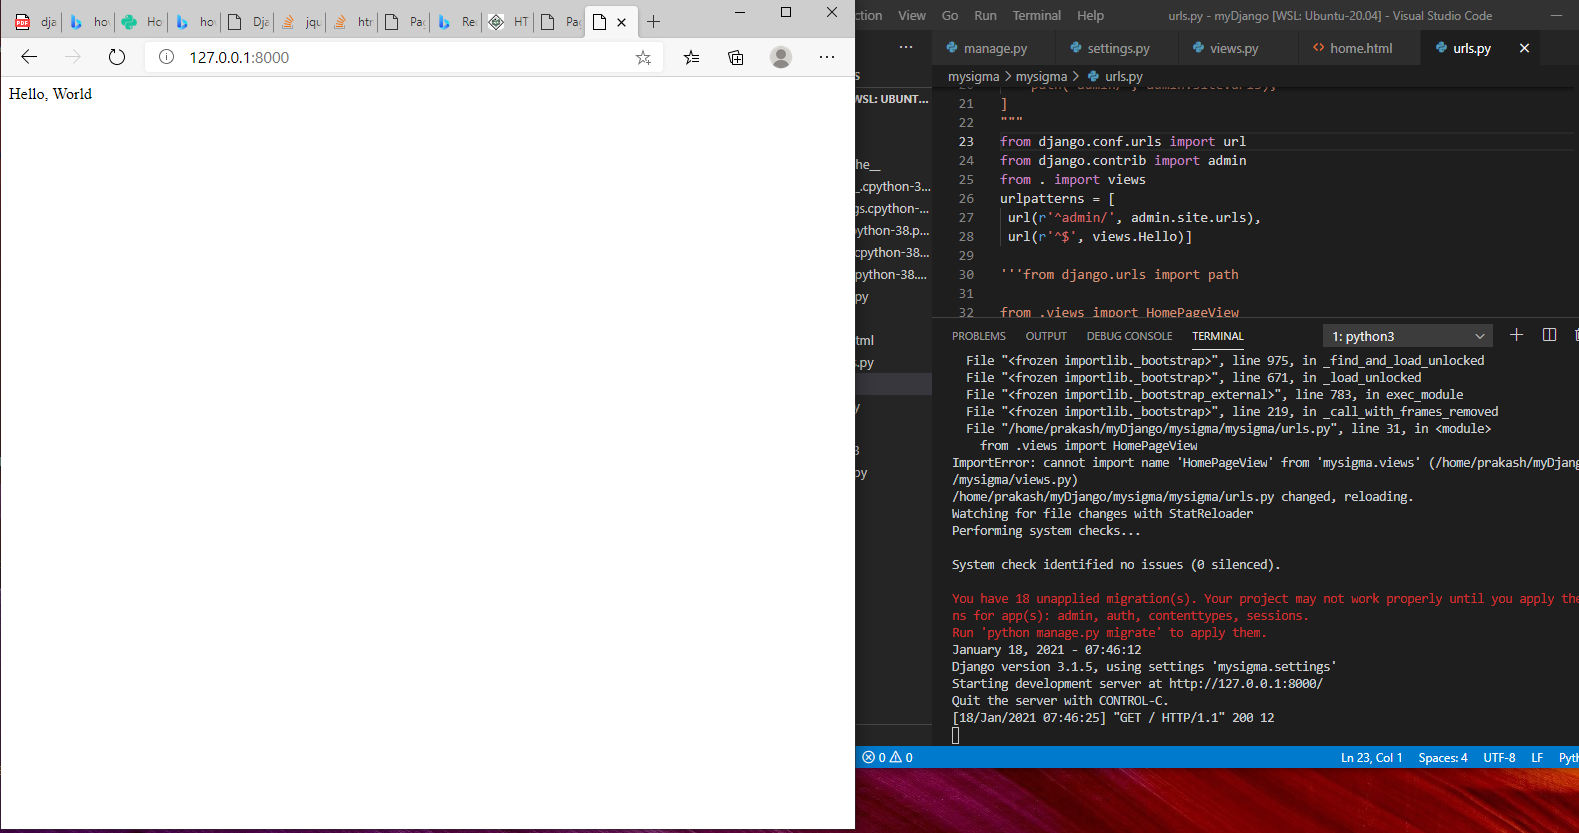 dja
ho
Ho
ho
Dja
jqu
htr
Pac
Re
HT
Pac
127.0.0.1:8000
Hello, World
ction View Go Run Terminal Help
urls.py - myDjango [WSL: Ubuntu-20.04] - Visual Studio Code
manage.py
settings.py
views.py
home.html
urls.py
mysigma > mysigma > urls.py
S
WSL: UBUNT...
he__
_.cpython-3...
gs.cpython-...
ython-38.p...
cpython-38...
python-38....
py
tml
s.py
y
3
py
20 path('admin/', admin.site.urls),
21 ]
22 """
23 from django.conf.urls import url
24 from django.contrib import admin
25 from . import views
26 urlpatterns = [
27 url(r'^admin/', admin.site.urls),
28 url(r'^$', views.Hello)]
29
30 '''from django.urls import path
31
32 from .views import HomePageView
PROBLEMS OUTPUT DEBUG CONSOLE TERMINAL
1: python3
File "<frozen importlib._bootstrap>", line 975, in _find_and_load_unlocked
File "<frozen importlib._bootstrap>", line 671, in _load_unlocked
File "<frozen importlib._bootstrap_external>", line 783, in exec_module
File "<frozen importlib._bootstrap>", line 219, in _call_with_frames_removed
File "/home/prakash/myDjango/mysigma/mysigma/urls.py", line 31, in <module>
from .views import HomePageView
ImportError: cannot import name 'HomePageView' from 'mysigma.views' (/home/prakash/myDjang
/mysigma/views.py)
/home/prakash/myDjango/mysigma/mysigma/urls.py changed, reloading.
Watching for file changes with StatReloader
Performing system checks...
System check identified no issues (0 silenced).
You have 18 unapplied migration(s). Your project may not work properly until you apply the
ns for app(s): admin, auth, contenttypes, sessions.
Run 'python manage.py migrate' to apply them.
January 18, 2021 - 07:46:12
Django version 3.1.5, using settings 'mysigma.settings'
Starting development server at http://127.0.0.1:8000/
Quit the server with CONTROL-C.
[18/Jan/2021 07:46:25] "GET / HTTP/1.1" 200 12
0 0
Ln 23, Col 1 Spaces: 4 UTF-8 LF Pyth